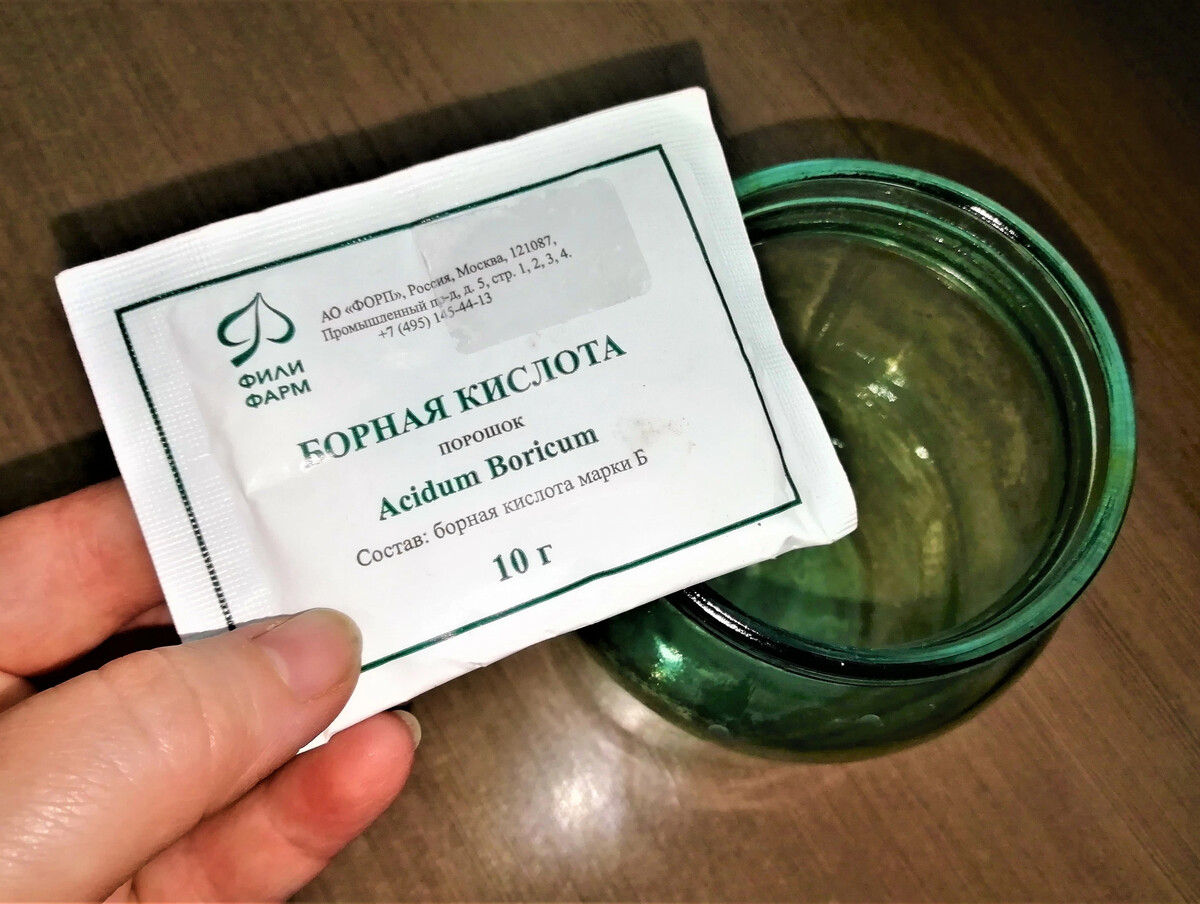 АО «ФОРП», Россия, Москва, 121087,
Промышленный пр-д, д. 5, стр. 1, 2, 3, 4.
+7 (495) 145-44-13
ФИЛИ
ФАРМ
БОРНАЯ КИСЛОТА
порошок
Acidum Boricum
Состав: борная кислота марки Б
10 г